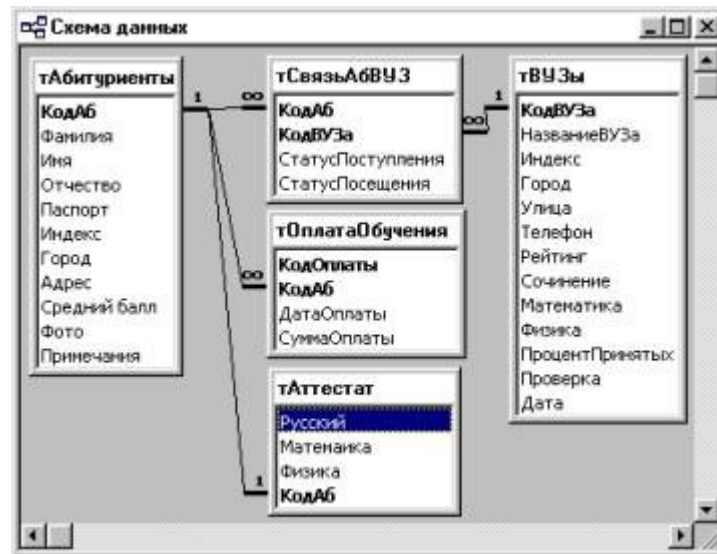 Схема данных
тАбитуриенты
КодАб
Фамилия
Имя
Отчество
Паспорт
Индекс
Город
Адрес
Средний балл
Фото
Примечания
1
∞
тСвязьАбВУЗ
КодАб
КодВУЗа
СтатусПоступления
СтатусПосещения
∞
1
∞
тОплатаОбучения
КодОплаты
КодАб
ДатаОплаты
СуммаОплаты
тАттестат
Русский
Матемаика
Физика
КодАб
1
тВУЗы
КодВУЗа
НазваниеВУЗа
Индекс
Город
Улица
Телефон
Рейтинг
Сочинение
Математика
Физика
ПроцентПринятых
Проверка
Дата